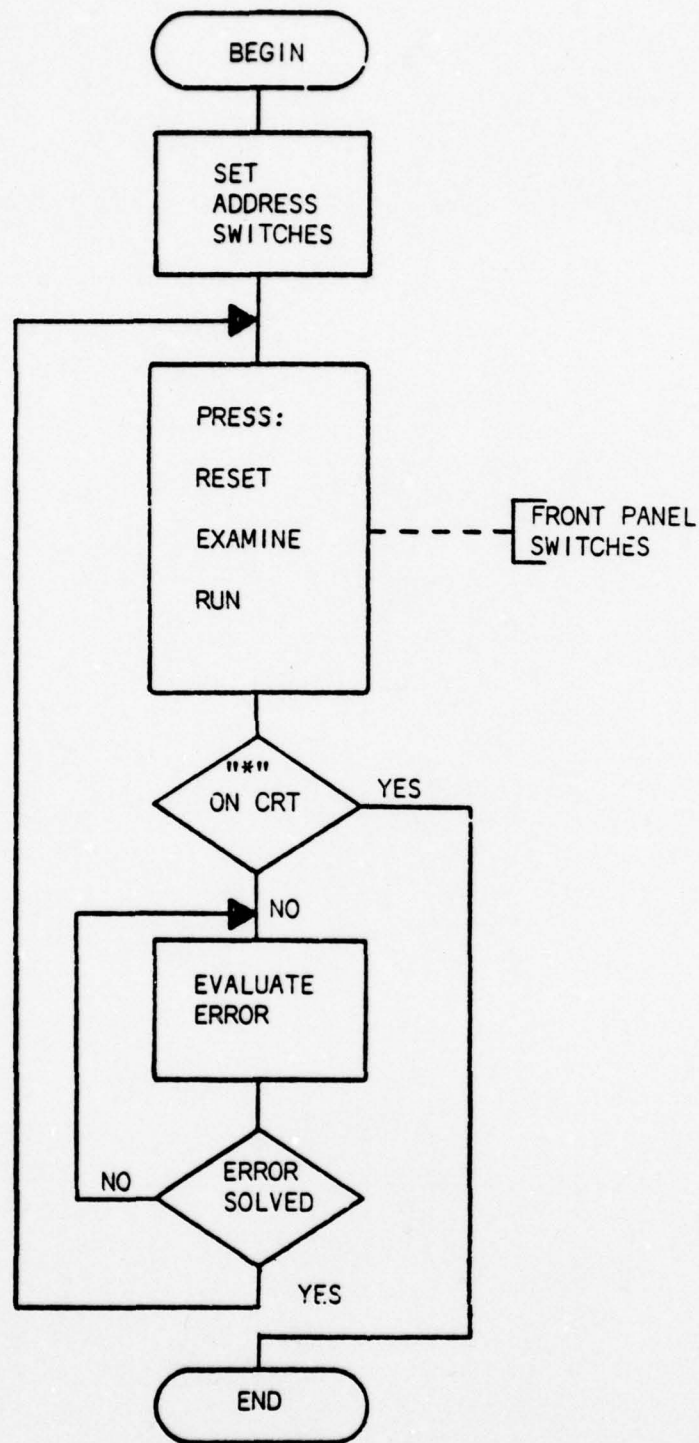 BEGIN
SET
ADDRESS
SWITCHES
PRESS:
RESET
EXAMINE
RUN
FRONT PANEL
SWITCHES
"*"
ON CRT
YES
NO
EVALUATE
ERROR
NO
ERROR
SOLVED
YES
END